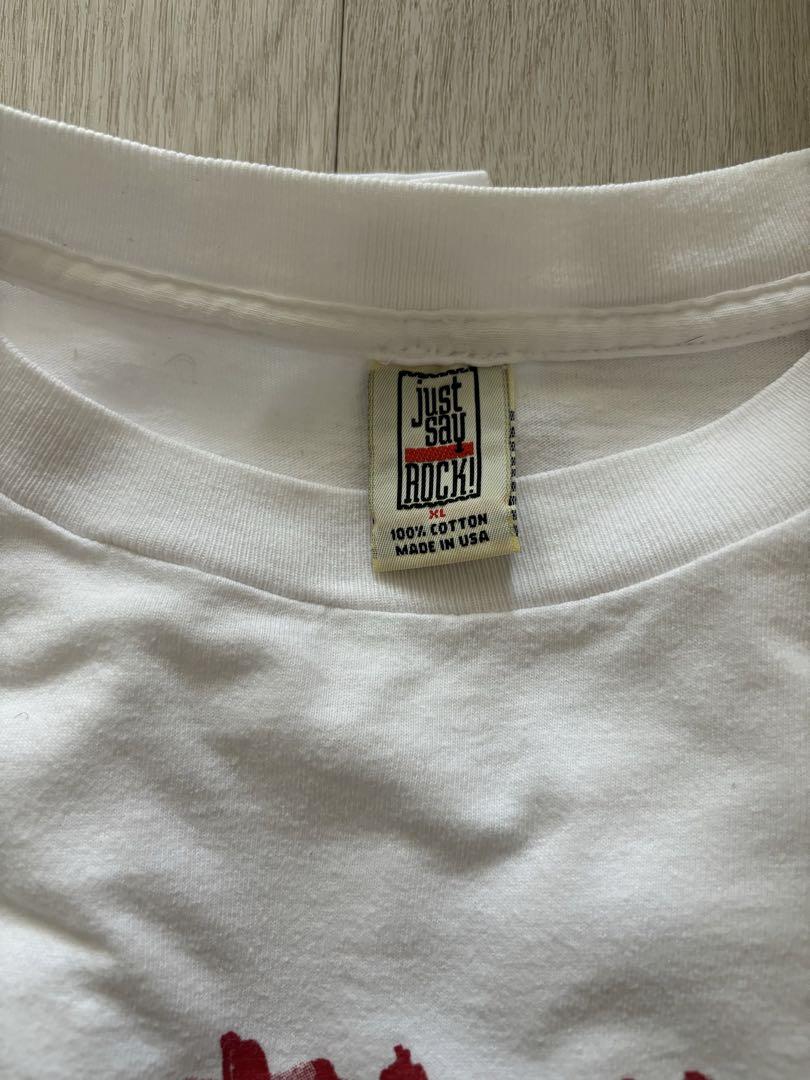 just
say
ROCK!
XL
100% COTTON
MADE IN USA